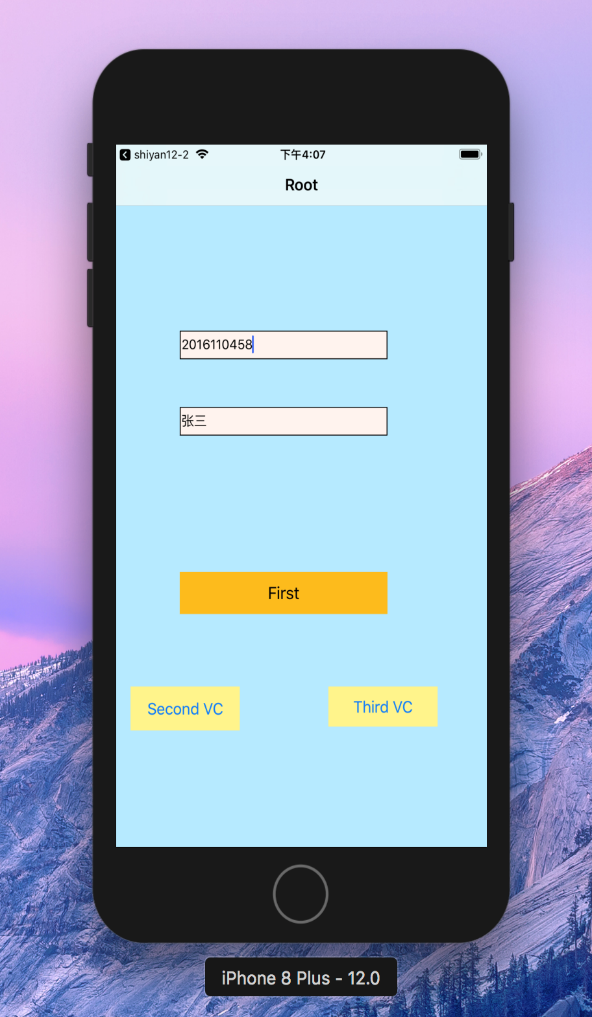 shiyan12-2 下午4:07
Root
2016110458
张三
First
Second VC Third VC
iPhone 8 Plus - 12.0